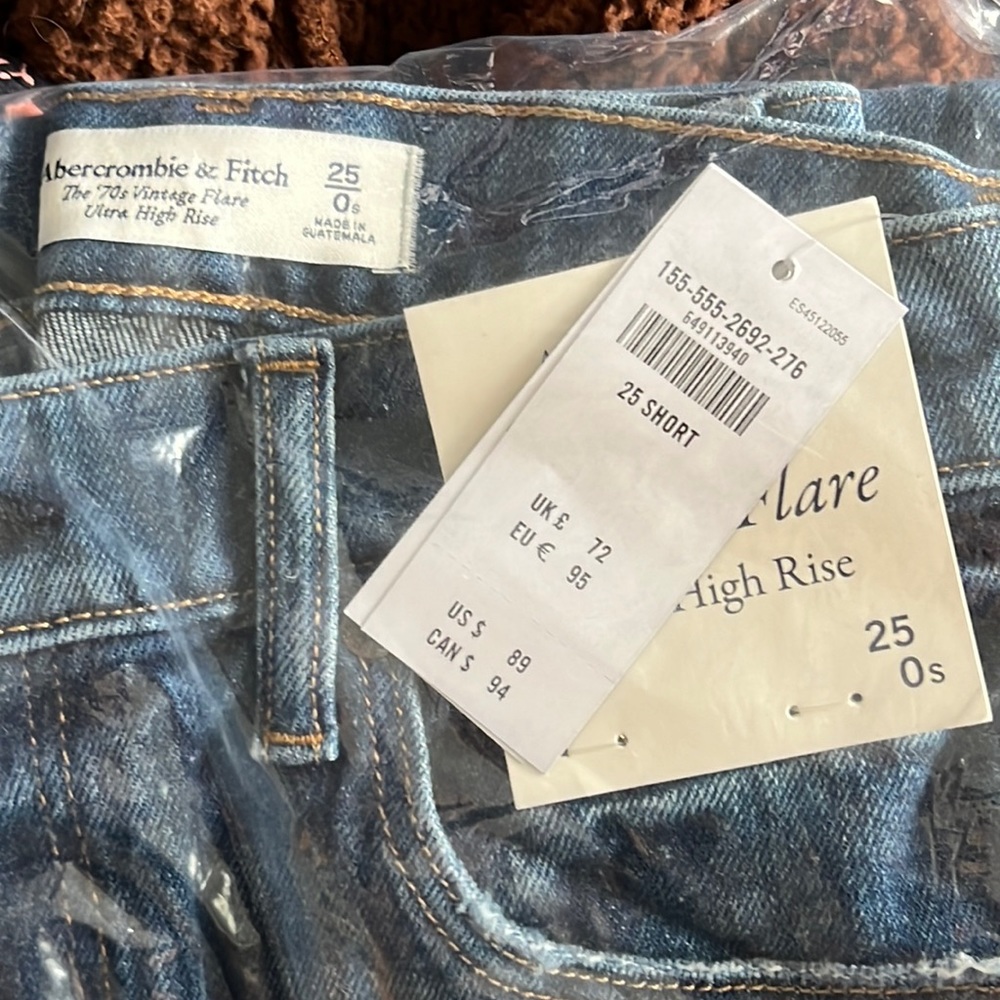 Abercrombie & Fitch
The '70s Vintage Flare
Ultra High Rise
25
0s
MADE IN
GUATEMALA
ES45122055
155-555-2692-276
649113940
25 SHORT
UK £ 72
EU € 95
US $ 89
CAN $ 94
Flare
High Rise
25
0s